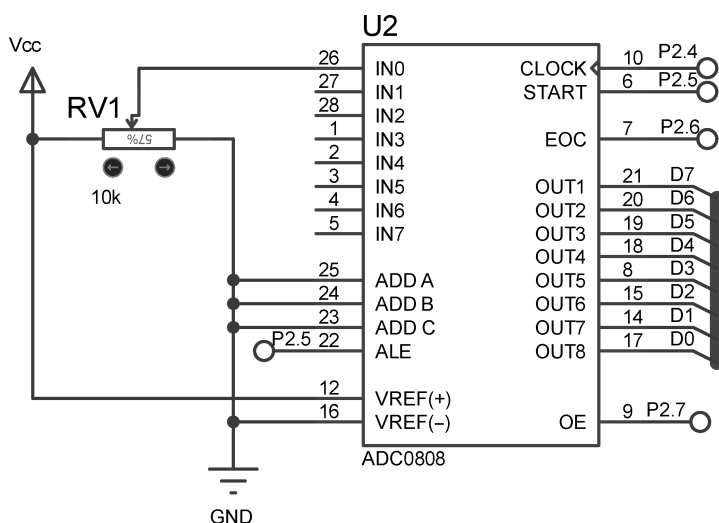 U2
Vcc
RV1
57%
10k
26 IN0
27 IN1
28 IN2
1 IN3
2 IN4
3 IN5
4 IN6
5 IN7
25 ADD A
24 ADD B
23 ADD C
P2.5 22 ALE
12 VREF(+)
16 VREF(−)
CLOCK 10 P2.4
START 6 P2.5
EOC 7 P2.6
OUT1 21 D7
OUT2 20 D6
OUT3 19 D5
OUT4 18 D4
OUT5 8 D3
OUT6 15 D2
OUT7 14 D1
OUT8 17 D0
OE 9 P2.7
ADC0808
GND